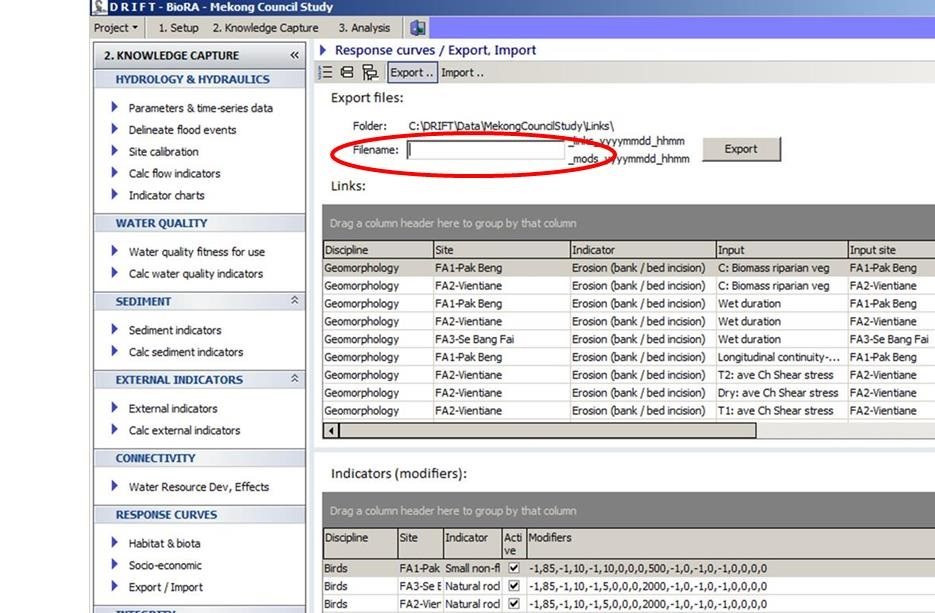 DRIFT - BioRA - Mekong Council Study
Project 1. Setup 2. Knowledge Capture 3. Analysis
2. KNOWLEDGE CAPTURE «
HYDROLOGY & HYDRAULICS
Parameters & time-series data
Delineate flood events
Site calibration
Calc flow indicators
Indicator charts
WATER QUALITY
Water quality fitness for use
Calc water quality indicators
SEDIMENT
Sediment indicators
Calc sediment indicators
EXTERNAL INDICATORS
External indicators
Calc external indicators
CONNECTIVITY
Water Resource Dev, Effects
RESPONSE CURVES
Habitat & biota
Socio-economic
Export / Import
INTEGRITY
Response curves / Export, Import
Export .. Import ..
Export files:
Folder: C:\DRIFT\Data\MekongCouncilStudy\Links\
Filename: _links_yyyymmdd_hhmm
_mods_yyyymmdd_hhmm
Export
Links:
Drag a column header here to group by that column
Discipline Site Indicator Input Input site
Geomorphology FA1-Pak Beng Erosion (bank / bed incision) C: Biomass riparian veg FA1-Pak Beng
Geomorphology FA2-Vientiane Erosion (bank / bed incision) C: Biomass riparian veg FA2-Vientiane
Geomorphology FA1-Pak Beng Erosion (bank / bed incision) Wet duration FA1-Pak Beng
Geomorphology FA2-Vientiane Erosion (bank / bed incision) Wet duration FA2-Vientiane
Geomorphology FA3-Se Bang Fai Erosion (bank / bed incision) Wet duration FA3-Se Bang Fai
Geomorphology FA1-Pak Beng Erosion (bank / bed incision) Longitudinal continuity-... FA1-Pak Beng
Geomorphology FA2-Vientiane Erosion (bank / bed incision) T2: ave Ch Shear stress FA2-Vientiane
Geomorphology FA2-Vientiane Erosion (bank / bed incision) Dry: ave Ch Shear stress FA2-Vientiane
Geomorphology FA2-Vientiane Erosion (bank / bed incision) T1: ave Ch Shear stress FA2-Vientiane
Indicators (modifiers):
Drag a column header here to group by that column
Discipline Site Indicator Acti
ve Modifiers
Birds FA1-Pak Small non-fl -1,85,-1,10,-1,10,0,0,0,500,-1,0,-1,0,-1,0,0,0,0
Birds FA3-Se E Natural rocl -1,85,-1,10,-1,5,0,0,0,2000,-1,0,-1,0,-1,0,0,0,0
Birds FA2-Vier Natural rocl -1,85,-1,10,-1,5,0,0,0,2000,-1,0,-1,0,-1,0,0,0,0